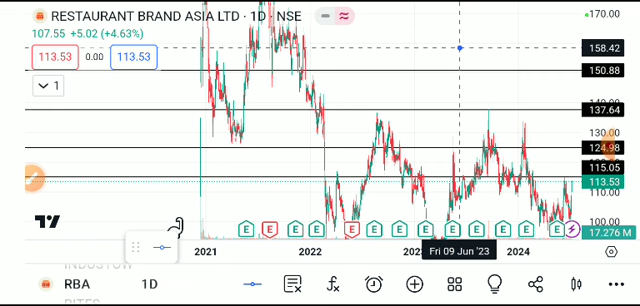 RESTAURANT BRAND ASIA LTD · 1D · NSE
107.55 +5.02 (+4.63%)
113.53 0.00 113.53
1
170.00
158.42
150.88
137.64
130.00
124.98
115.05
113.53
100.00
17.276 M
E E E E E E E E E E E E
2021 2022 Fri 09 Jun '23 2024
RBA 1D